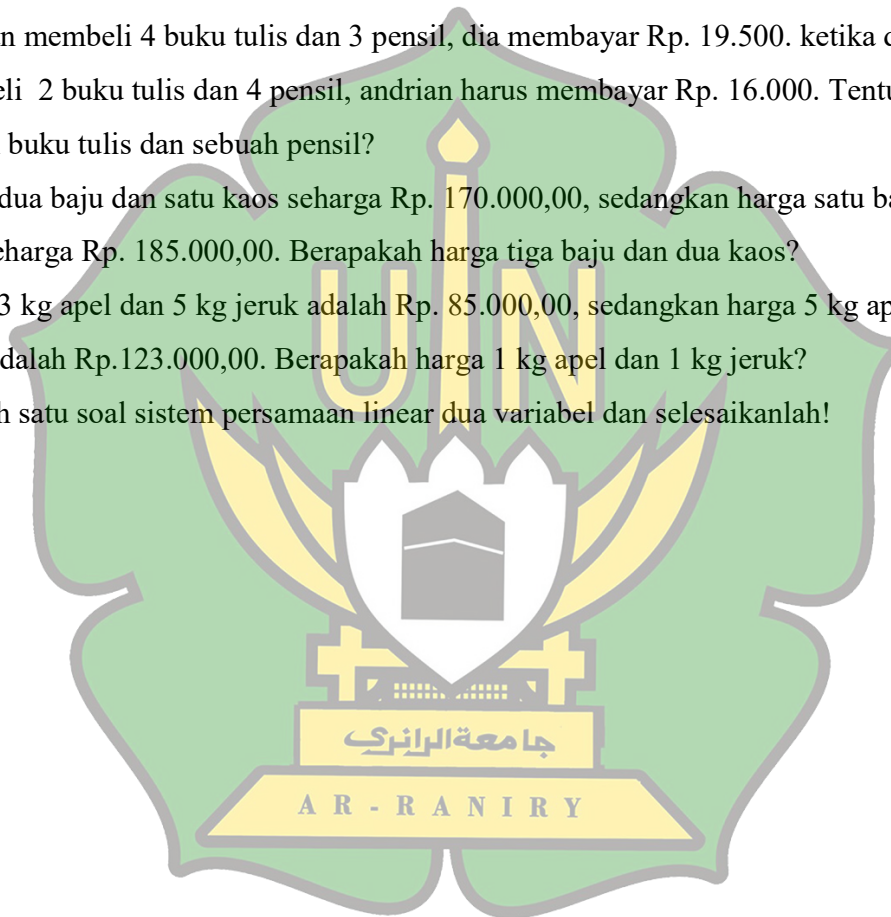 n membeli 4 buku tulis dan 3 pensil, dia membayar Rp. 19.500. ketika d
eli 2 buku tulis dan 4 pensil, andrian harus membayar Rp. 16.000. Tentu
buku tulis dan sebuah pensil?
dua baju dan satu kaos seharga Rp. 170.000,00, sedangkan harga satu ba
eharga Rp. 185.000,00. Berapakah harga tiga baju dan dua kaos?
3 kg apel dan 5 kg jeruk adalah Rp. 85.000,00, sedangkan harga 5 kg ap
dalah Rp.123.000,00. Berapakah harga 1 kg apel dan 1 kg jeruk?
h satu soal sistem persamaan linear dua variabel dan selesaikanlah!
UIN
جامعةالرانري
AR-RANIRY